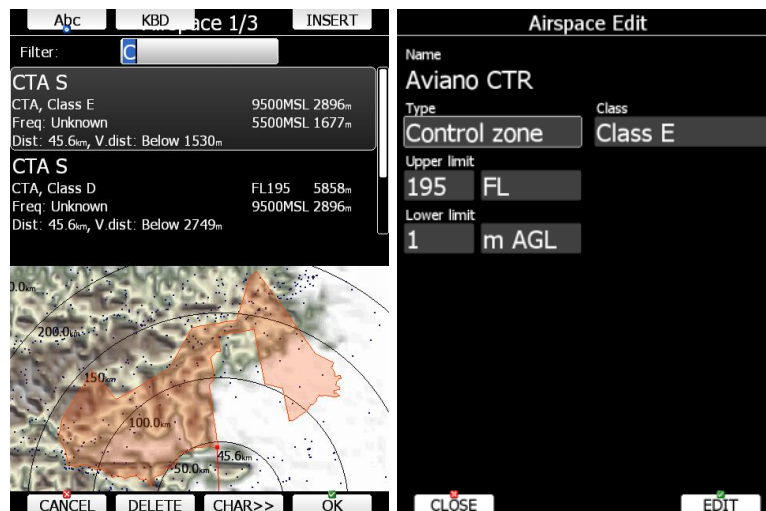 Abc KBD Airspace 1/3 INSERT
Filter: C
CTA S
CTA, Class E 9500MSL 2896m
Freq: Unknown 5500MSL 1677m
Dist: 45.6km, V.dist: Below 1530m
CTA S
CTA, Class D FL195 5858m
Freq: Unknown 9500MSL 2896m
Dist: 45.6km, V.dist: Below 2749m
0.0km
200.0km
150km
100.0km
45.6km
50.0km
CANCEL DELETE CHAR>> OK
Airspace Edit
Name
Aviano CTR
Type Class
Control zone Class E
Upper limit
195 FL
Lower limit
1 m AGL
CLOSE EDIT